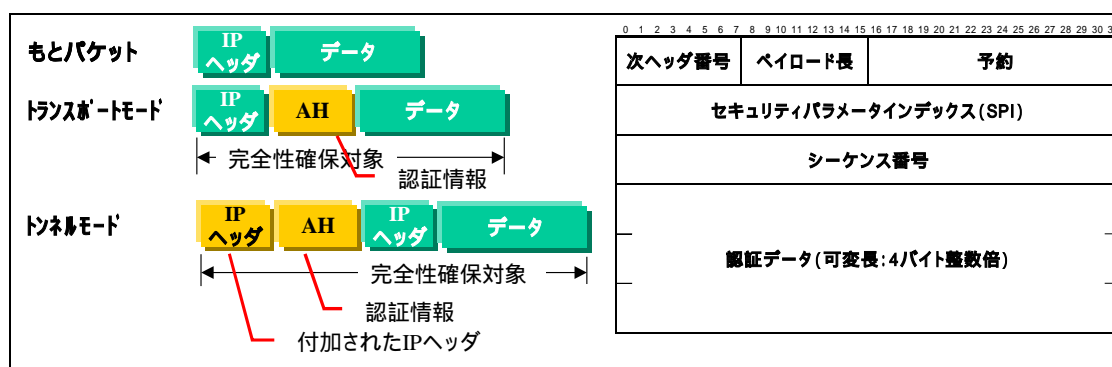 もとパケット
IP
ヘッダ
データ
トランスポートモード
IP
ヘッダ
AH
データ
完全性確保対象
認証情報
トンネルモード
IP
ヘッダ
AH
IP
ヘッダ
データ
完全性確保対象
認証情報
付加されたIPヘッダ
0 1 2 3 4 5 6 7 8 9 10 11 12 13 14 15 16 17 18 19 20 21 22 23 24 25 26 27 28 29 30 3
次ヘッダ番号 ペイロード長 予約
セキュリティパラメータインデックス(SPI)
シーケンス番号
認証データ(可変長:4バイト整数倍)